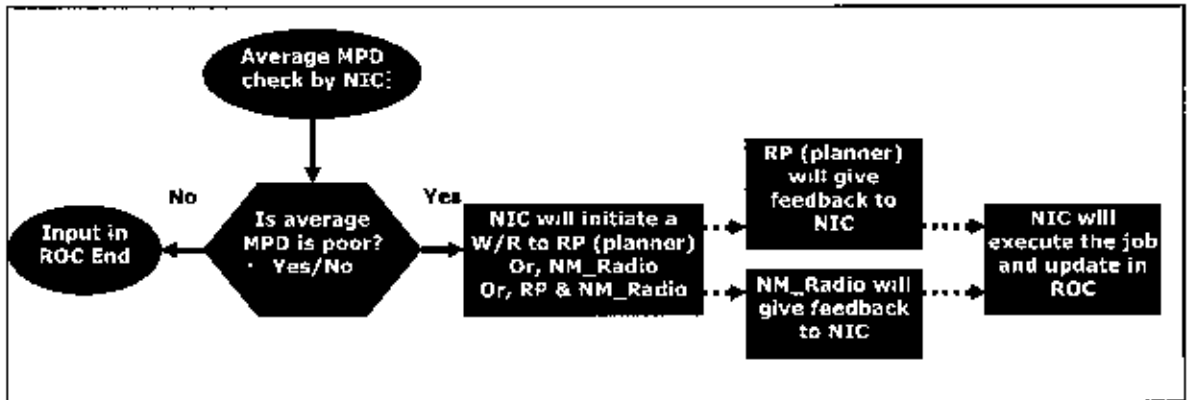 Average MPD
check by NIC
No
Yes
Is average
MPD is poor?
Yes/No
Input in
ROC End
NIC will initiate a
W/R to RP (planner)
Or, NM_Radio
Or, RP & NM_Radio
RP (planner)
will give
feedback to
NIC
NM_Radio will
give feedback
to NIC
NIC will
execute the job
and update in
ROC